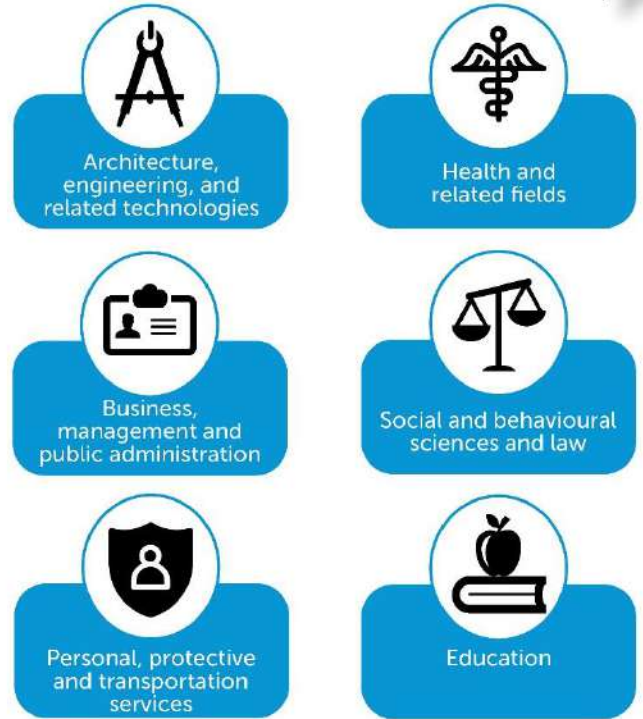 Architecture,
engineering, and
related technologies
Health and
related fields
Business,
management and
public administration
Social and behavioural
sciences and law
Personal, protective
and transportation
services
Education